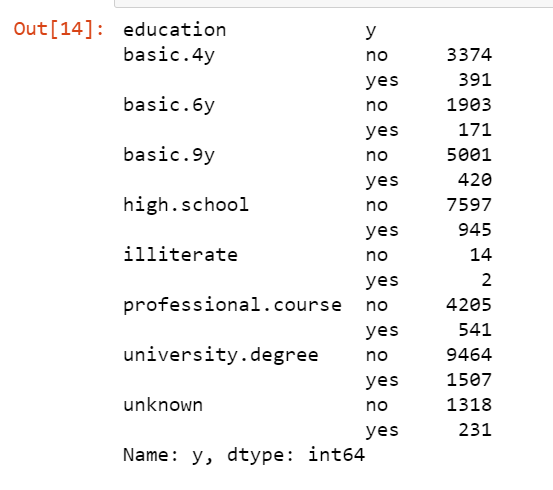 Out[14]: education            y
basic.4y             no     3374
                     yes     391
basic.6y             no     1903
                     yes     171
basic.9y             no     5001
                     yes     420
high.school          no     7597
                     yes     945
illiterate           no       14
                     yes       2
professional.course  no     4205
                     yes     541
university.degree    no     9464
                     yes    1507
unknown              no     1318
                     yes     231
Name: y, dtype: int64